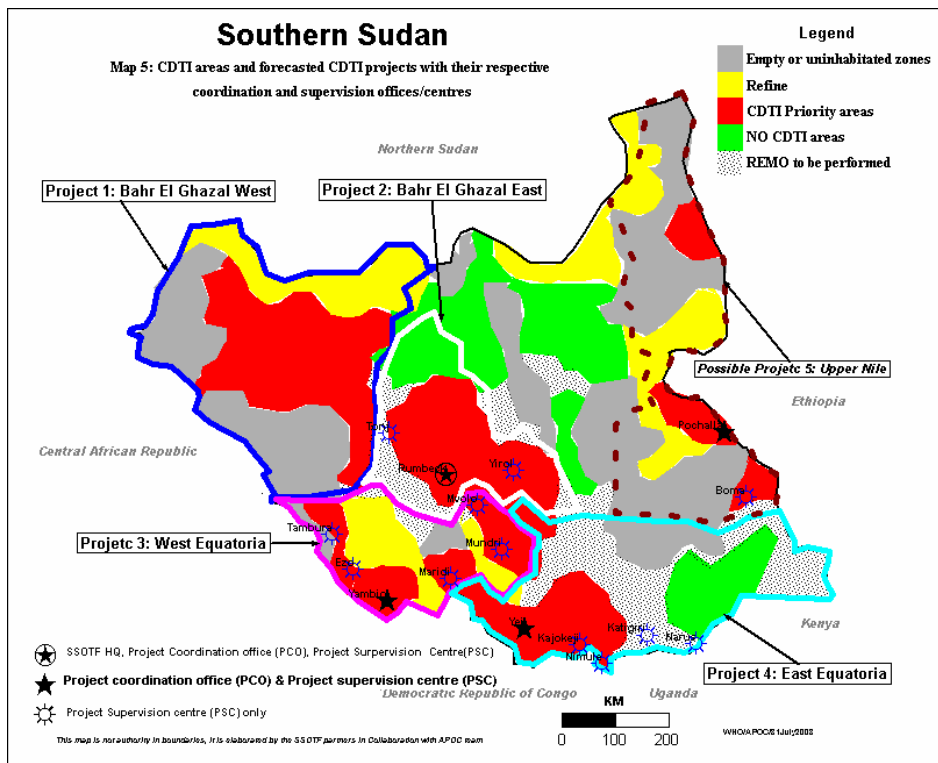 Southern Sudan
Map 5: CDTI areas and forecasted CDTI projects with their respective
coordination and supervision offices/centres
Legend
Empty or uninhabitated zones
Refine
CDTI Priority areas
NO CDTI areas
REMO to be performed
Northern Sudan
Project 1: Bahr El Ghazal West
Project 2: Bahr El Ghazal East
Possible Projetc 5: Upper Nile
Ethiopia
Central African Republic
Pochalla
Tonj
Rumbek
Yirol
Boma
Mvolo
Tambura
Projetc 3: West Equatoria
Mundri
Ezo
Maridi
Yambio
Yei
Kajokeji
Katigiri
Narus
Nimule
Kenya
Project 4: East Equatoria
SSOTF HQ, Project Coordination office (PCO), Project Surpervision Centre(PSC)
Project coordination office (PCO) & Project supervision centre (PSC)
Project Supervision centre (PSC) only
Democratic Republic of Congo
Uganda
KM
0 100 200
This map is not authority in boundaries, it is elaborated by the SSOTF partners in Collaboration with APOC team